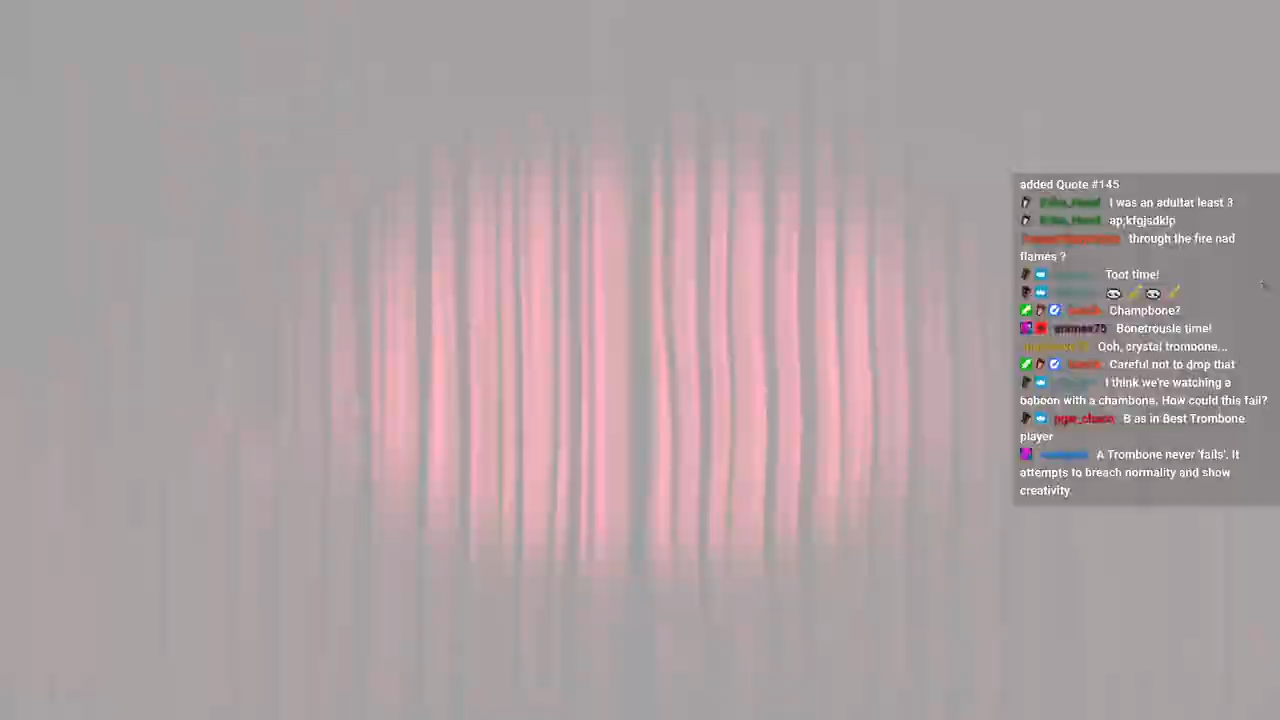 added Quote #145
I was an adultat least 3
ap;kfgjsdklp
through the fire nad
flames ?
Toot time!
Champbone?
Bonetrousle time!
Ooh, crystal trombone...
Careful not to drop that
I think we're watching a
baboon with a chambone. How could this fail?
B as in Best Trombone
player
A Trombone never 'fails'. It
attempts to breach normality and show
creativity.